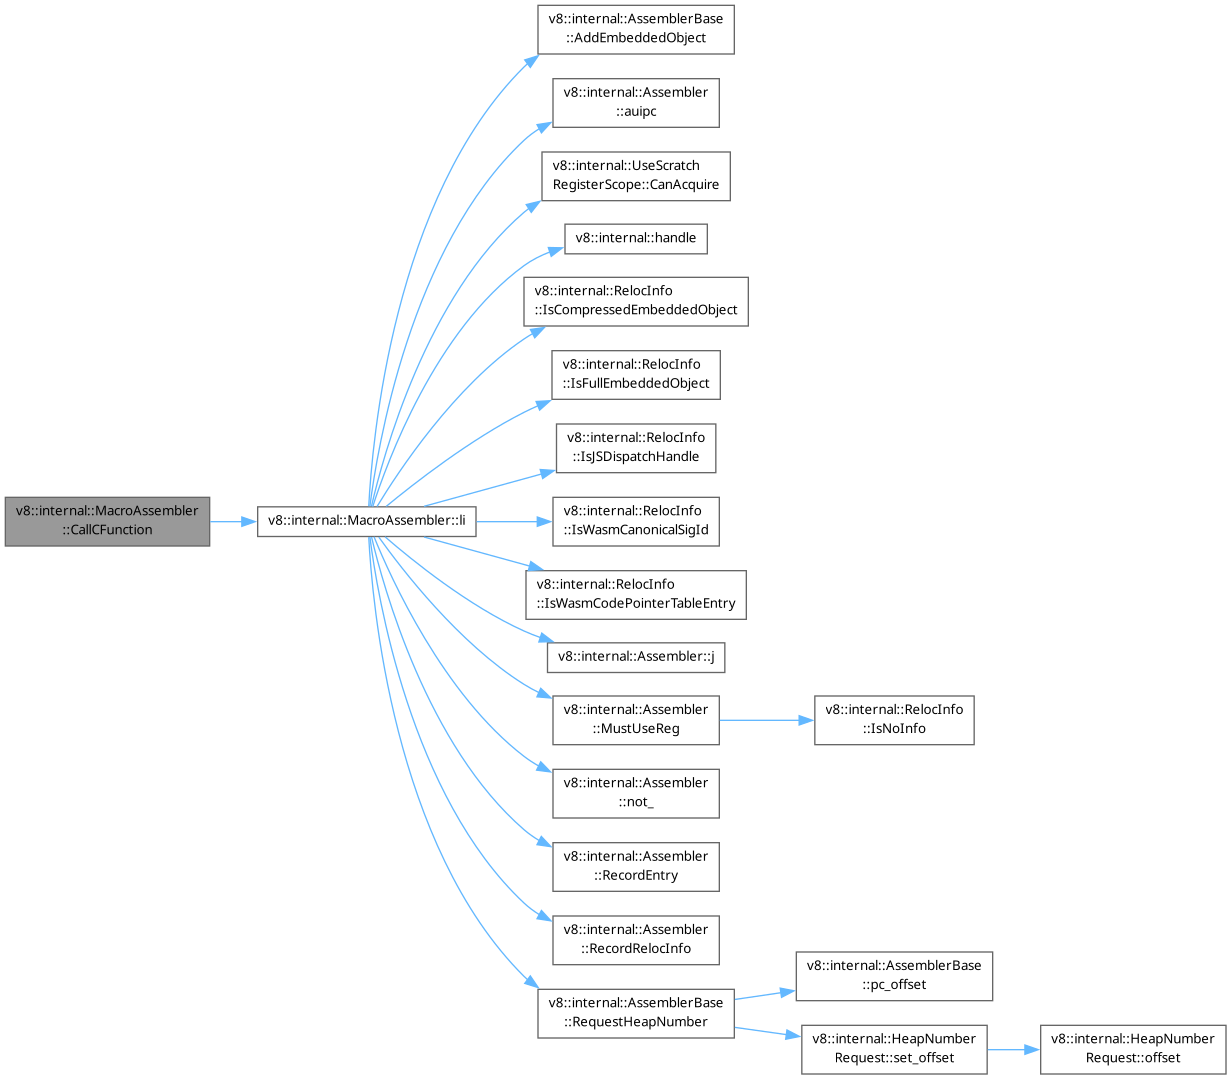 v8::internal::AssemblerBase
::AddEmbeddedObject
v8::internal::Assembler
::auipc
v8::internal::UseScratch
RegisterScope::CanAcquire
v8::internal::handle
v8::internal::RelocInfo
::IsCompressedEmbeddedObject
v8::internal::RelocInfo
::IsFullEmbeddedObject
v8::internal::RelocInfo
::IsJSDispatchHandle
v8::internal::MacroAssembler
::CallCFunction
v8::internal::MacroAssembler::li
v8::internal::RelocInfo
::IsWasmCanonicalSigId
v8::internal::RelocInfo
::IsWasmCodePointerTableEntry
v8::internal::Assembler::j
v8::internal::Assembler
::MustUseReg
v8::internal::RelocInfo
::IsNoInfo
v8::internal::Assembler
::not_
v8::internal::Assembler
::RecordEntry
v8::internal::Assembler
::RecordRelocInfo
v8::internal::AssemblerBase
::RequestHeapNumber
v8::internal::AssemblerBase
::pc_offset
v8::internal::HeapNumber
Request::set_offset
v8::internal::HeapNumber
Request::offset